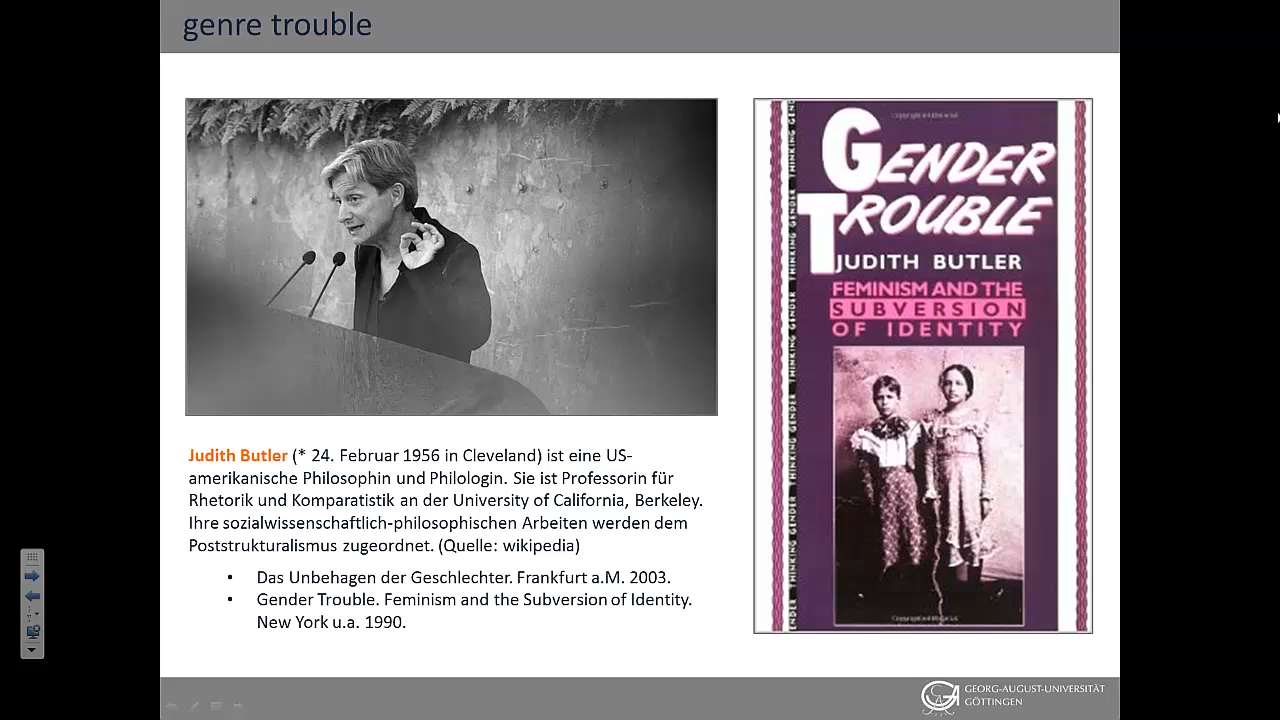 genre trouble
GENDER
TROUBLE
JUDITH BUTLER
FEMINISM AND THE
SUBVERSION
OF IDENTITY
THINKING GENDER
Judith Butler (* 24. Februar 1956 in Cleveland) ist eine US-
amerikanische Philosophin und Philologin. Sie ist Professorin für
Rhetorik und Komparatistik an der University of California, Berkeley.
Ihre sozialwissenschaftlich-philosophischen Arbeiten werden dem
Poststrukturalismus zugeordnet. (Quelle: wikipedia)
• Das Unbehagen der Geschlechter. Frankfurt a.M. 2003.
• Gender Trouble. Feminism and the Subversion of Identity.
New York u.a. 1990.
GEORG-AUGUST-UNIVERSITÄT
GÖTTINGEN